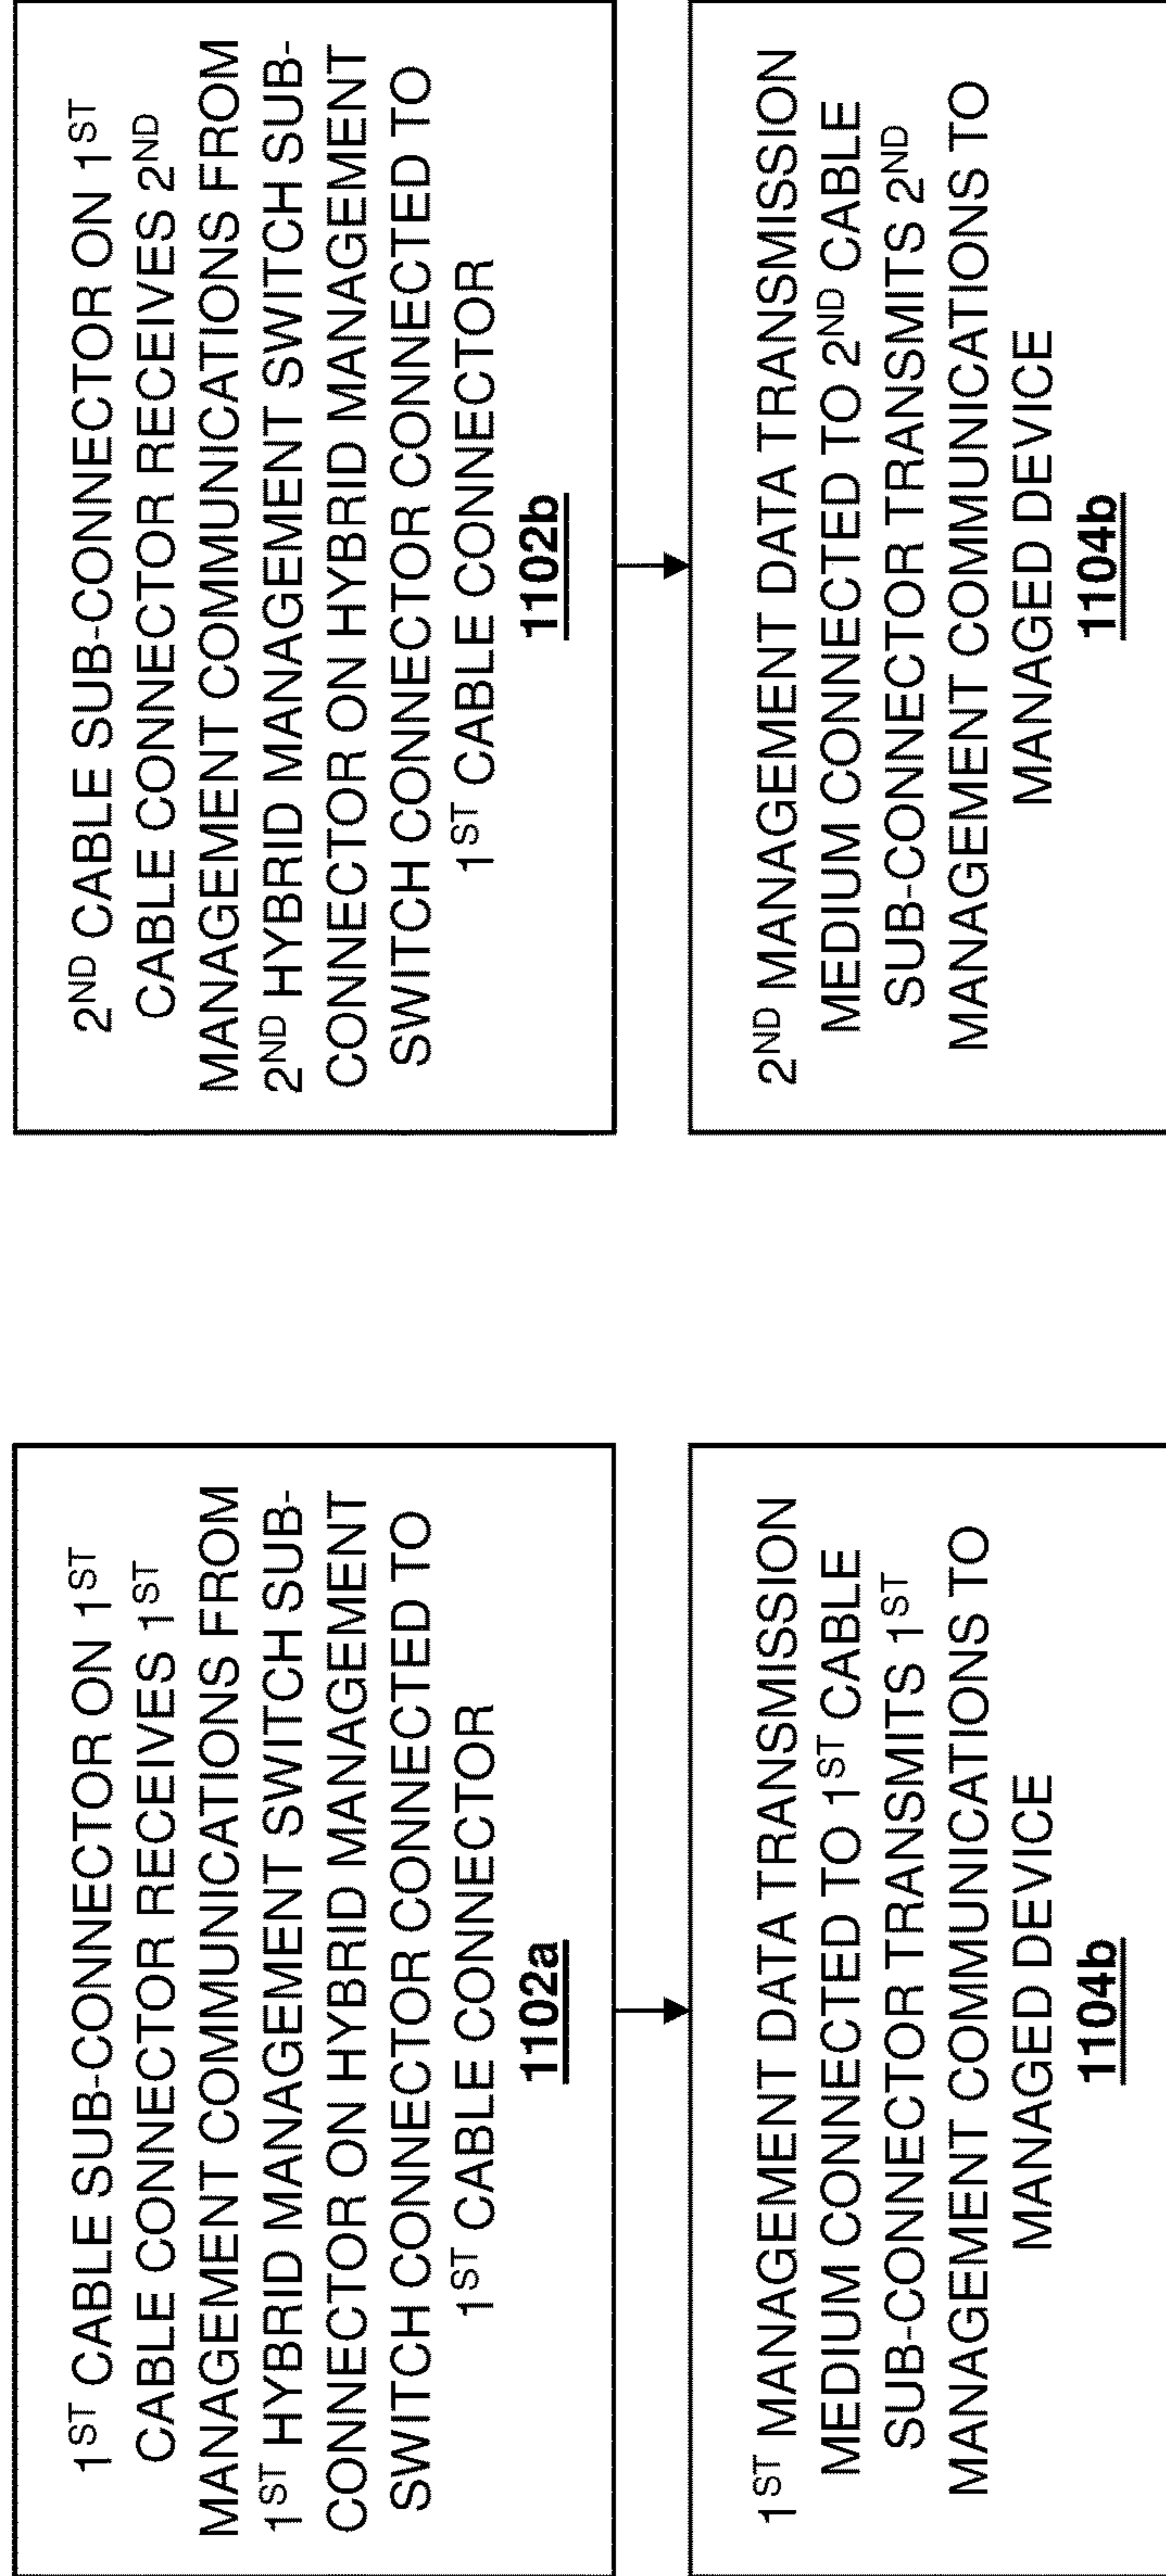 1ST CABLE SUB-CONNECTOR ON 1ST
CABLE CONNECTOR RECEIVES 1ST
MANAGEMENT COMMUNICATIONS FROM
1ST HYBRID MANAGEMENT SWITCH SUB-
CONNECTOR ON HYBRID MANAGEMENT
SWITCH CONNECTOR CONNECTED TO
1ST CABLE CONNECTOR
1102a
1ST MANAGEMENT DATA TRANSMISSION
MEDIUM CONNECTED TO 1ST CABLE
SUB-CONNECTOR TRANSMITS 1ST
MANAGEMENT COMMUNICATIONS TO
MANAGED DEVICE
1104b
2ND CABLE SUB-CONNECTOR ON 1ST
CABLE CONNECTOR RECEIVES 2ND
MANAGEMENT COMMUNICATIONS FROM
2ND HYBRID MANAGEMENT SWITCH SUB-
CONNECTOR ON HYBRID MANAGEMENT
SWITCH CONNECTOR CONNECTED TO
1ST CABLE CONNECTOR
1102b
2ND MANAGEMENT DATA TRANSMISSION
MEDIUM CONNECTED TO 2ND CABLE
SUB-CONNECTOR TRANSMITS 2ND
MANAGEMENT COMMUNICATIONS TO
MANAGED DEVICE
1104b